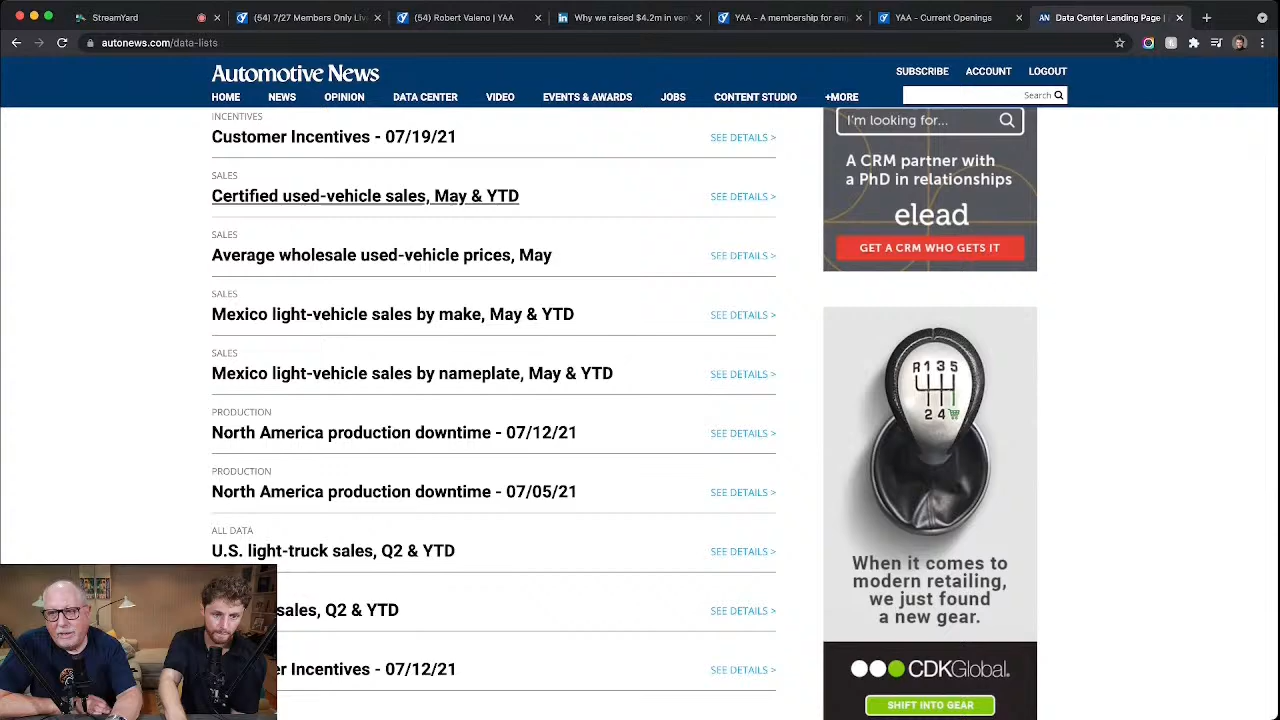 StreamYard
(54) 7/27 Members Only Liv
(54) Robert Valeno | YAA
Why we raised $4.2m in ven
YAA - A membership for em
YAA - Current Openings
AN
Data Center Landing Page |
autonews.com/data-lists
Automotive News
SUBSCRIBE
ACCOUNT
LOGOUT
HOME
NEWS
OPINION
DATA CENTER
VIDEO
EVENTS & AWARDS
JOBS
CONTENT STUDIO
+MORE
Search
INCENTIVES
Customer Incentives - 07/19/21
SEE DETAILS >
SALES
Certified used-vehicle sales, May & YTD
SEE DETAILS >
SALES
Average wholesale used-vehicle prices, May
SEE DETAILS >
SALES
Mexico light-vehicle sales by make, May & YTD
SEE DETAILS >
SALES
Mexico light-vehicle sales by nameplate, May & YTD
SEE DETAILS >
PRODUCTION
North America production downtime - 07/12/21
SEE DETAILS >
PRODUCTION
North America production downtime - 07/05/21
SEE DETAILS >
ALL DATA
U.S. light-truck sales, Q2 & YTD
SEE DETAILS >
sales, Q2 & YTD
SEE DETAILS >
er Incentives - 07/12/21
SEE DETAILS >
I'm looking for...
A CRM partner with
a PhD in relationships
elead
GET A CRM WHO GETS IT
R 1 3 5
2 4
When it comes to
modern retailing,
we just found
a new gear.
CDKGlobal.
SHIFT INTO GEAR